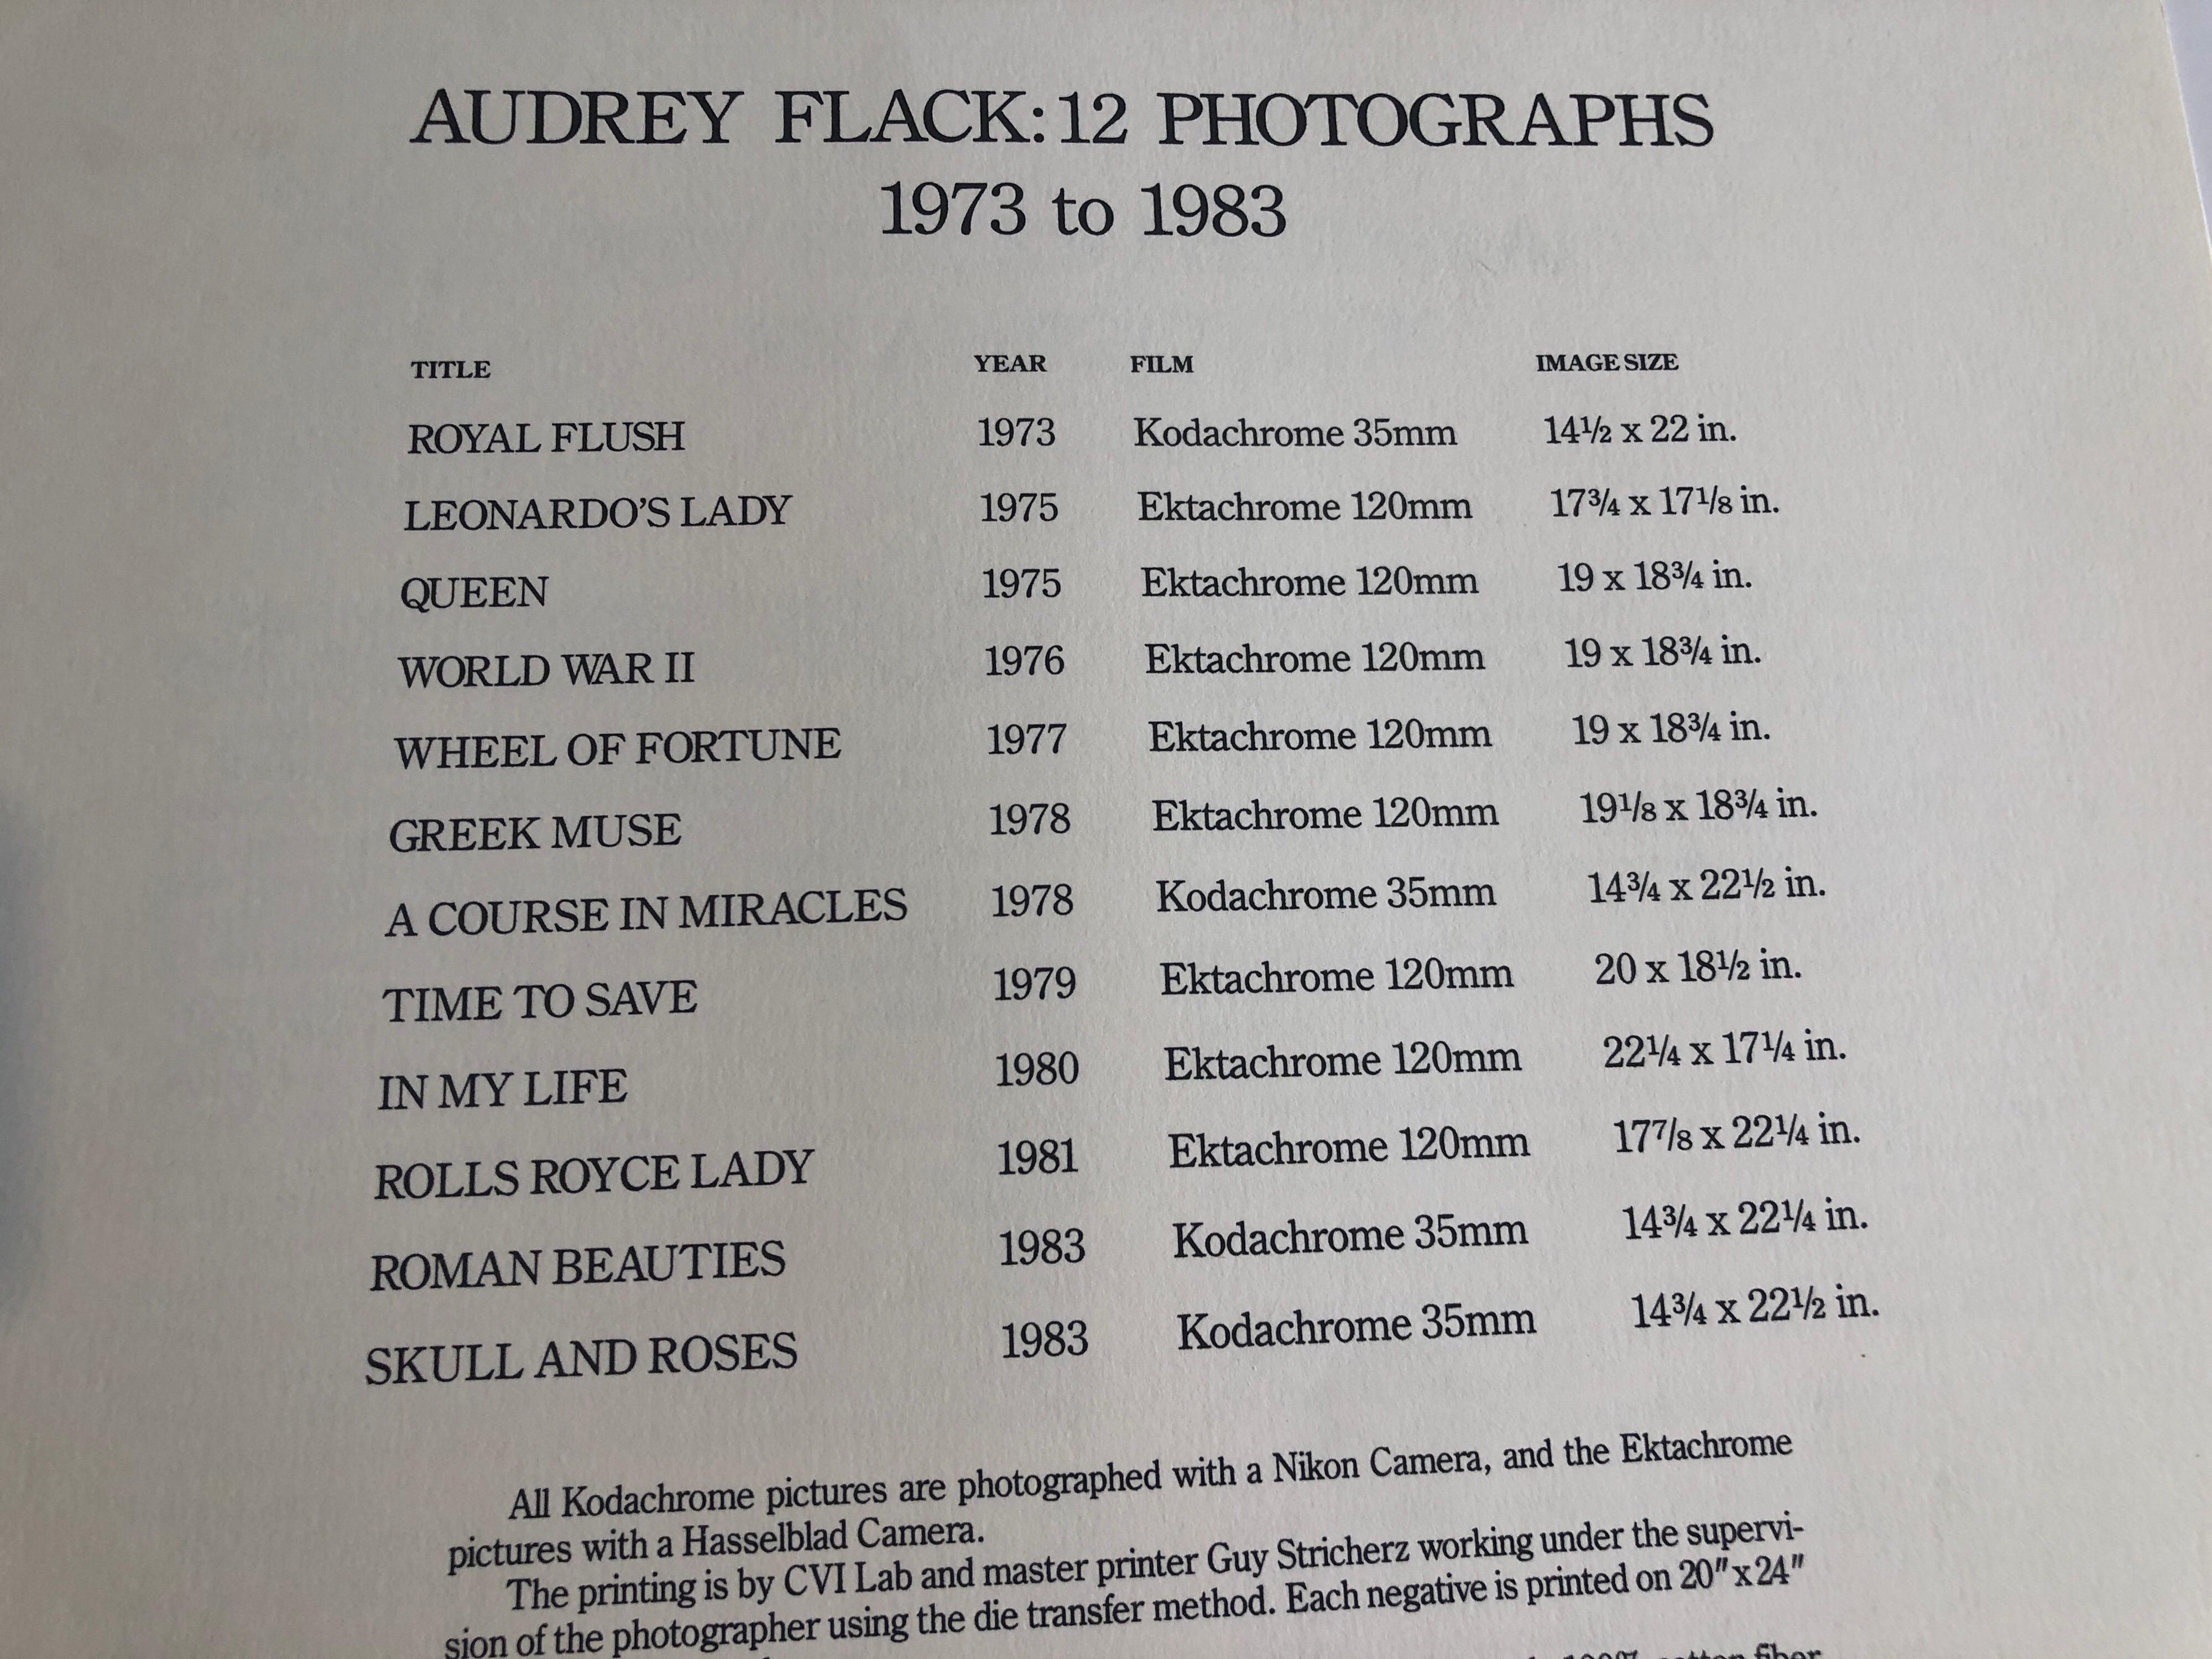 AUDREY FLACK: 12 PHOTOGRAPHS
1973 to 1983
TITLE YEAR FILM IMAGE SIZE
ROYAL FLUSH 1973 Kodachrome 35mm 14½ x 22 in.
LEONARDO'S LADY 1975 Ektachrome 120mm 17¾ x 17⅛ in.
QUEEN 1975 Ektachrome 120mm 19 x 18¾ in.
WORLD WAR II 1976 Ektachrome 120mm 19 x 18¾ in.
WHEEL OF FORTUNE 1977 Ektachrome 120mm 19 x 18¾ in.
GREEK MUSE 1978 Ektachrome 120mm 19⅛ x 18¾ in.
A COURSE IN MIRACLES 1978 Kodachrome 35mm 14¾ x 22½ in.
TIME TO SAVE 1979 Ektachrome 120mm 20 x 18½ in.
IN MY LIFE 1980 Ektachrome 120mm 22¼ x 17¼ in.
ROLLS ROYCE LADY 1981 Ektachrome 120mm 17⅞ x 22¼ in.
ROMAN BEAUTIES 1983 Kodachrome 35mm 14¾ x 22¼ in.
SKULL AND ROSES 1983 Kodachrome 35mm 14¾ x 22½ in.
All Kodachrome pictures are photographed with a Nikon Camera, and the Ektachrome
pictures with a Hasselblad Camera.
The printing is by CVI Lab and master printer Guy Stricherz working under the supervi-
sion of the photographer using the die transfer method. Each negative is printed on 20" x 24"
100% cotton fiber